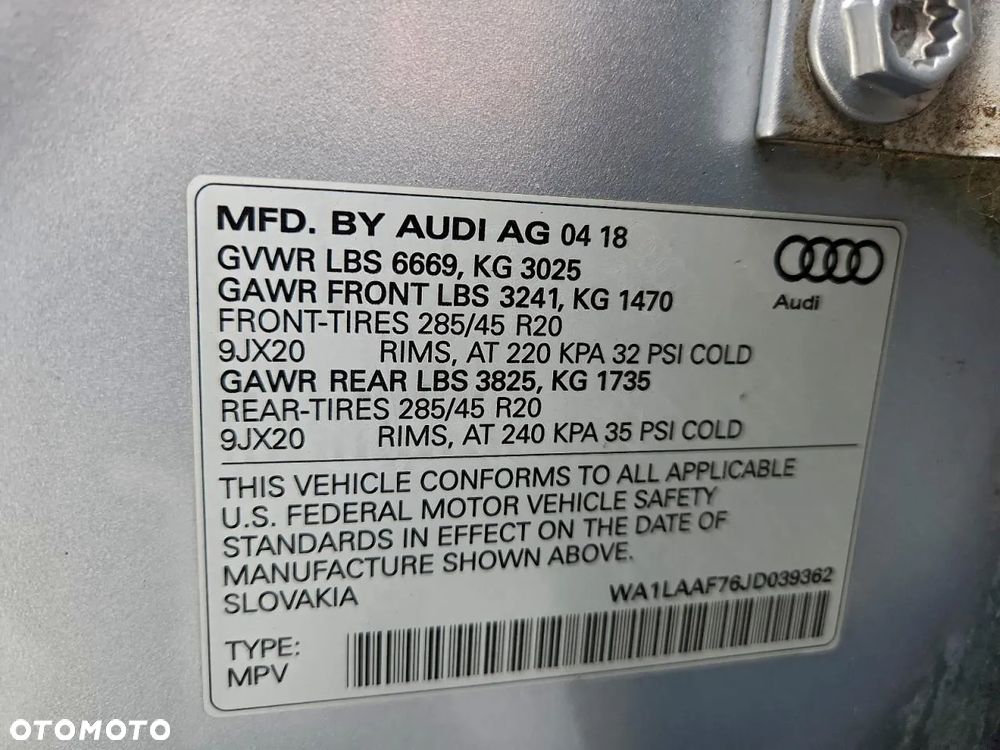 MFD. BY AUDI AG 04 18
GVWR LBS 6669, KG 3025
GAWR FRONT LBS 3241, KG 1470
FRONT-TIRES 285/45 R20
9JX20 RIMS, AT 220 KPA 32 PSI COLD
GAWR REAR LBS 3825, KG 1735
REAR-TIRES 285/45 R20
9JX20 RIMS, AT 240 KPA 35 PSI COLD
Audi
THIS VEHICLE CONFORMS TO ALL APPLICABLE
U.S. FEDERAL MOTOR VEHICLE SAFETY
STANDARDS IN EFFECT ON THE DATE OF
MANUFACTURE SHOWN ABOVE.
SLOVAKIA WA1LAAF76JD039362
TYPE:
MPV
OTOMOTO